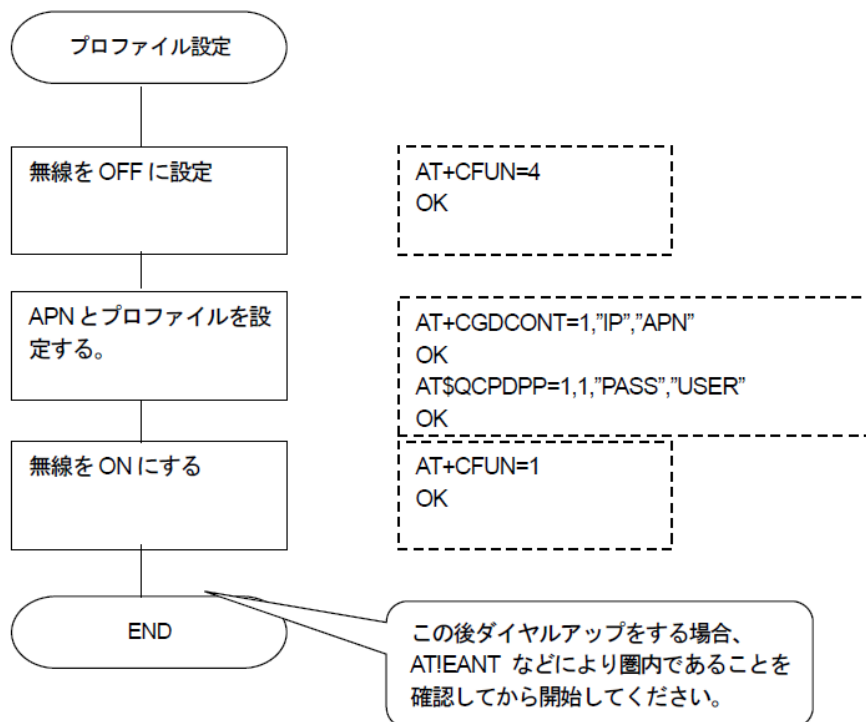 プロファイル設定
無線を OFF に設定
AT+CFUN=4
OK
APN とプロファイルを設
定する。
AT+CGDCONT=1,”IP”,”APN”
OK
AT$QCPDPP=1,1,”PASS”,”USER”
OK
無線を ON にする
AT+CFUN=1
OK
END
この後ダイヤルアップをする場合、
AT!EANT などにより圏内であることを
確認してから開始してください。